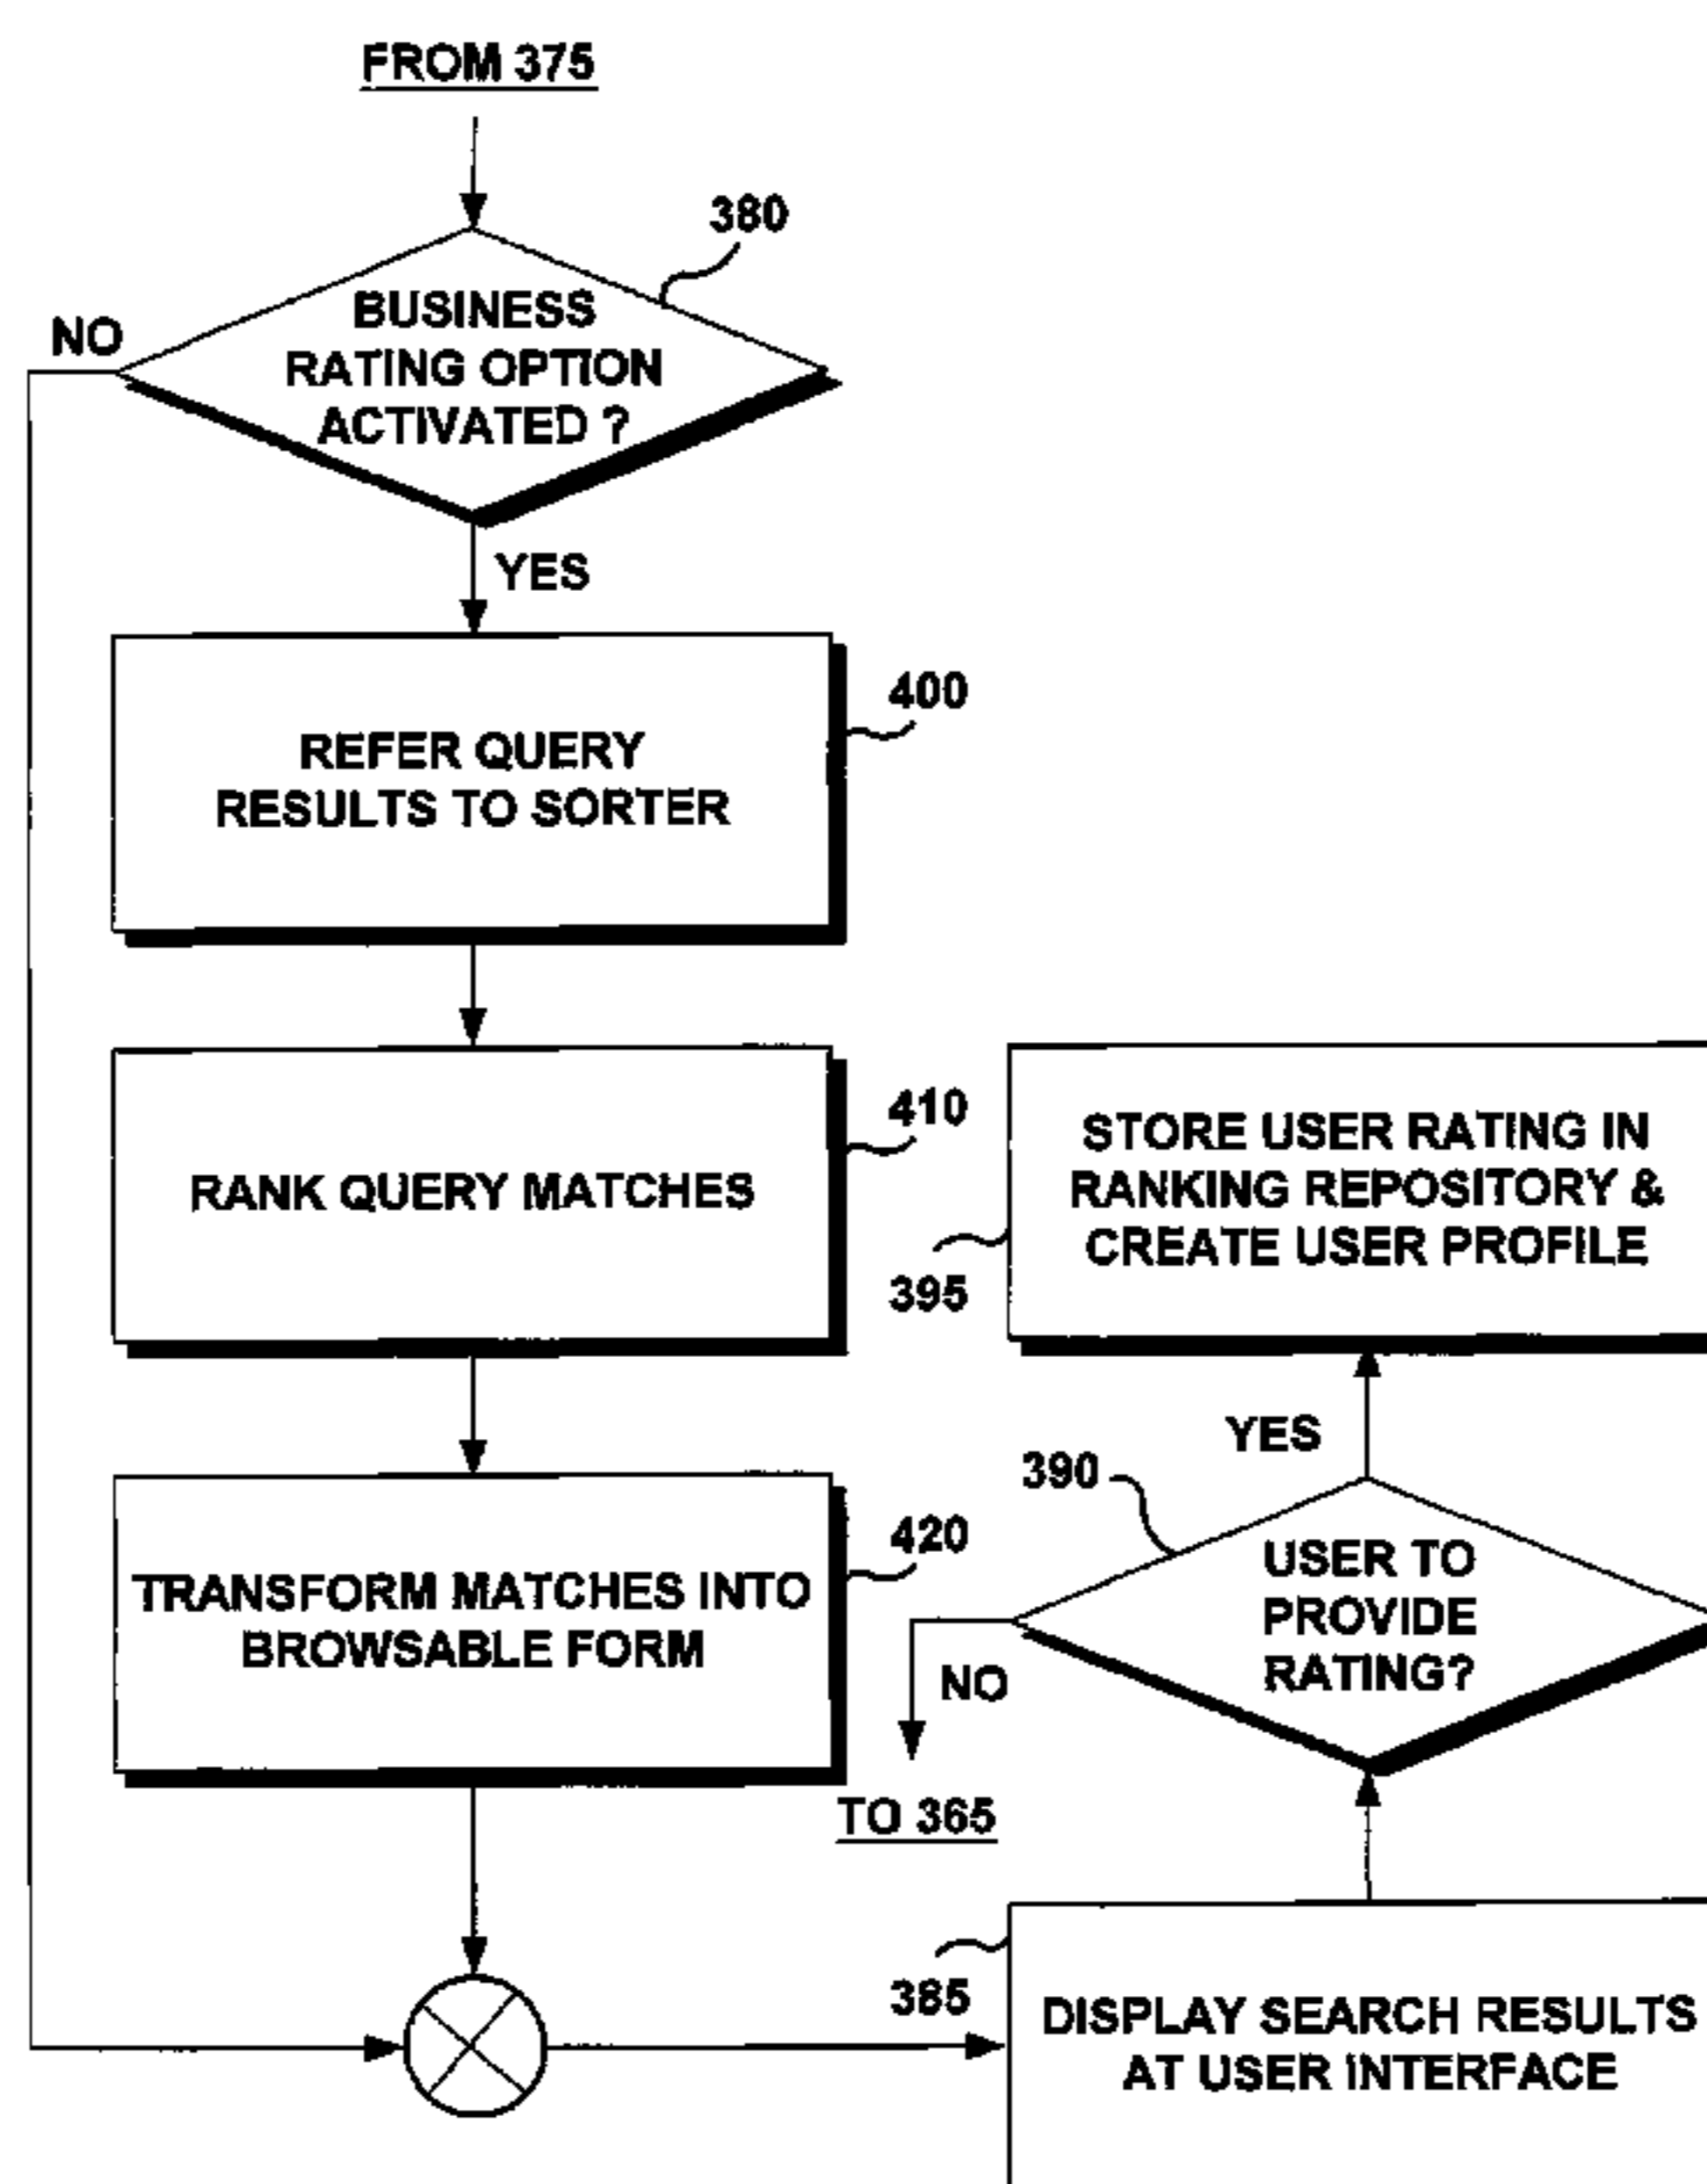 FROM 375
380
NO
BUSINESS
RATING OPTION
ACTIVATED ?
YES
400
REFER QUERY
RESULTS TO SORTER
410
RANK QUERY MATCHES
420
TRANSFORM MATCHES INTO
BROWSABLE FORM
385
DISPLAY SEARCH RESULTS
AT USER INTERFACE
390
USER TO
PROVIDE
RATING?
NO
TO 365
YES
395
STORE USER RATING IN
RANKING REPOSITORY &
CREATE USER PROFILE